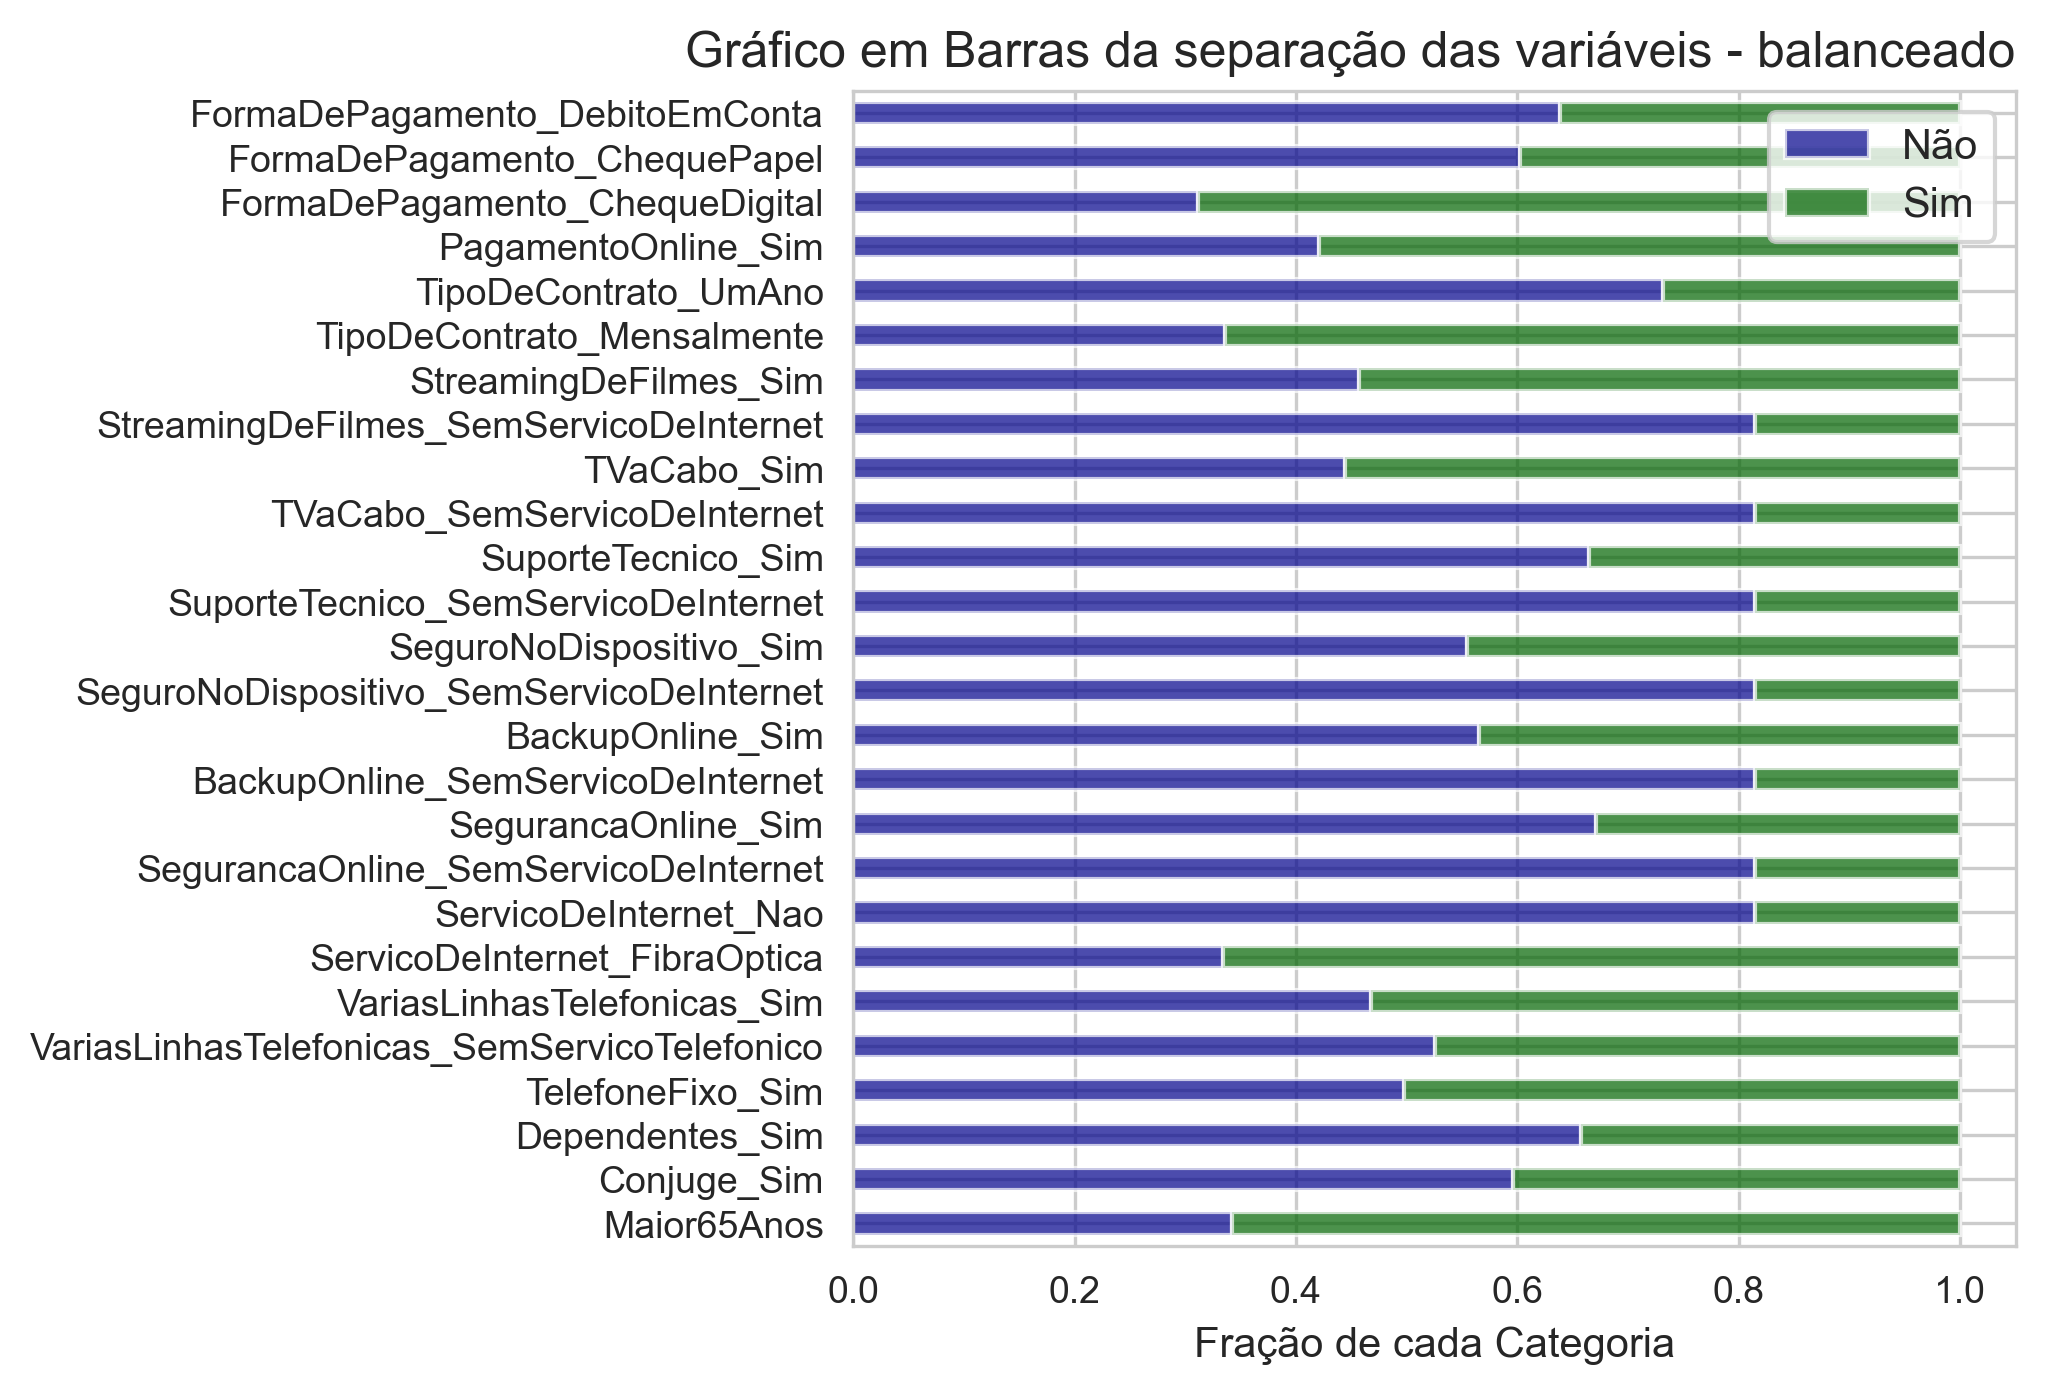 Gráfico em Barras da separação das variáveis - balanceado
FormaDePagamento_DebitoEmConta
FormaDePagamento_ChequePapel
FormaDePagamento_ChequeDigital
PagamentoOnline_Sim
TipoDeContrato_UmAno
TipoDeContrato_Mensalmente
StreamingDeFilmes_Sim
StreamingDeFilmes_SemServicoDeInternet
TVaCabo_Sim
TVaCabo_SemServicoDeInternet
SuporteTecnico_Sim
SuporteTecnico_SemServicoDeInternet
SeguroNoDispositivo_Sim
SeguroNoDispositivo_SemServicoDeInternet
BackupOnline_Sim
BackupOnline_SemServicoDeInternet
SegurancaOnline_Sim
SegurancaOnline_SemServicoDeInternet
ServicoDeInternet_Nao
ServicoDeInternet_FibraOptica
VariasLinhasTelefonicas_Sim
VariasLinhasTelefonicas_SemServicoTelefonico
TelefoneFixo_Sim
Dependentes_Sim
Conjuge_Sim
Maior65Anos
Não
Sim
0.0 0.2 0.4 0.6 0.8 1.0
Fração de cada Categoria